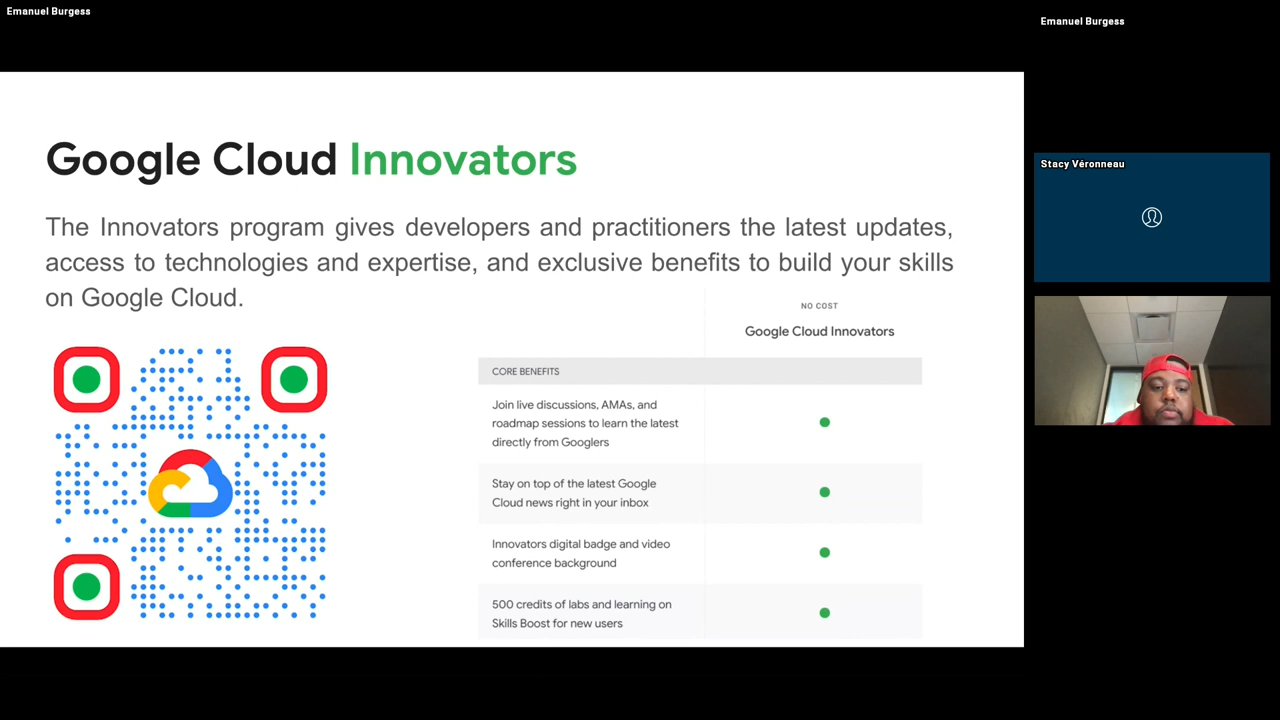 Emanuel Burgess
Emanuel Burgess
Stacy Véronneau
Google Cloud Innovators
The Innovators program gives developers and practitioners the latest updates,
access to technologies and expertise, and exclusive benefits to build your skills
on Google Cloud.
NO COST
Google Cloud Innovators
CORE BENEFITS
Join live discussions, AMAs, and
roadmap sessions to learn the latest
directly from Googlers
Stay on top of the latest Google
Cloud news right in your inbox
Innovators digital badge and video
conference background
500 credits of labs and learning on
Skills Boost for new users